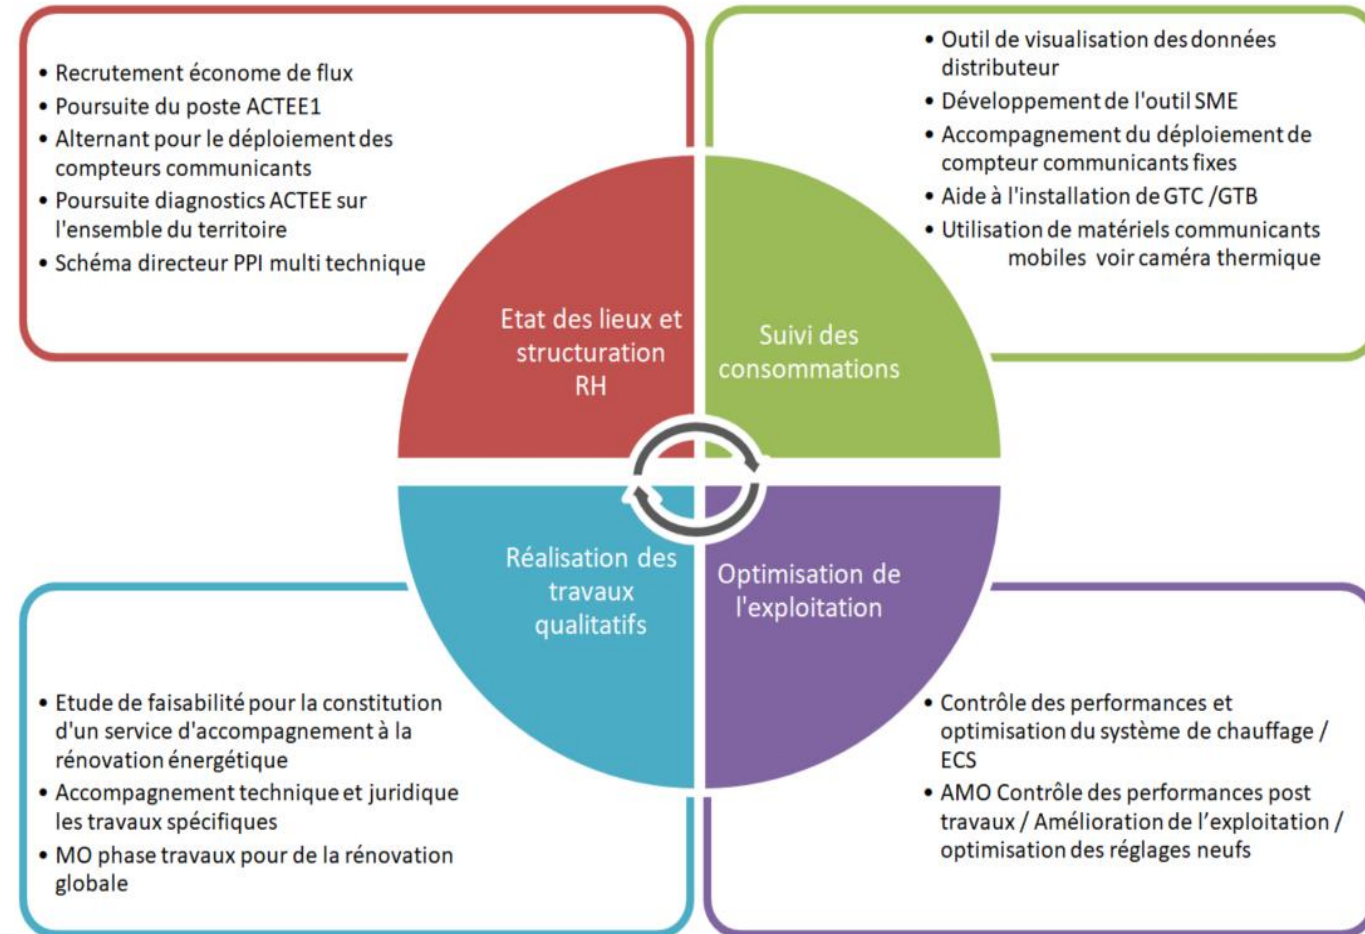 • Recrutement économe de flux
• Poursuite du poste ACTEE1
• Alternant pour le déploiement des
compteurs communicants
• Poursuite diagnostics ACTEE sur
l'ensemble du territoire
• Schéma directeur PPI multi technique
• Outil de visualisation des données
distributeur
• Développement de l'outil SME
• Accompagnement du déploiement de
compteur communicants fixes
• Aide à l'installation de GTC /GTB
• Utilisation de matériels communicants
mobiles voir caméra thermique
Etat des lieux et
structuration
RH
Suivi des
consommations
Réalisation des
travaux
qualitatifs
Optimisation de
l'exploitation
• Etude de faisabilité pour la constitution
d'un service d'accompagnement à la
rénovation énergétique
• Accompagnement technique et juridique
les travaux spécifiques
• MO phase travaux pour de la rénovation
globale
• Contrôle des performances et
optimisation du système de chauffage /
ECS
• AMO Contrôle des performances post
travaux / Amélioration de l’exploitation /
optimisation des réglages neufs